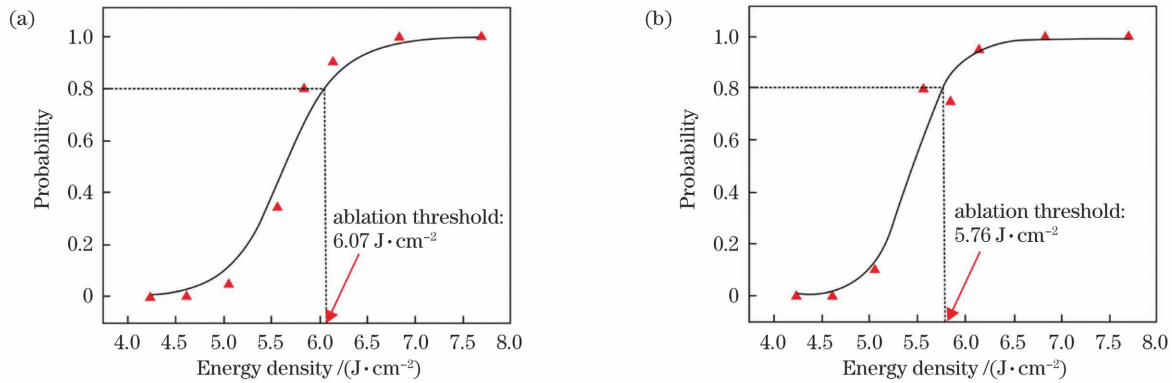 (a)
1.0
0.8
0.6
0.4
0.2
0
Probability
ablation threshold:
6.07 J·cm⁻²
4.0 4.5 5.0 5.5 6.0 6.5 7.0 7.5 8.0
Energy density /(J·cm⁻²)
(b)
1.0
0.8
0.6
0.4
0.2
0
Probability
ablation threshold:
5.76 J·cm⁻²
4.0 4.5 5.0 5.5 6.0 6.5 7.0 7.5 8.0
Energy density /(J·cm⁻²)